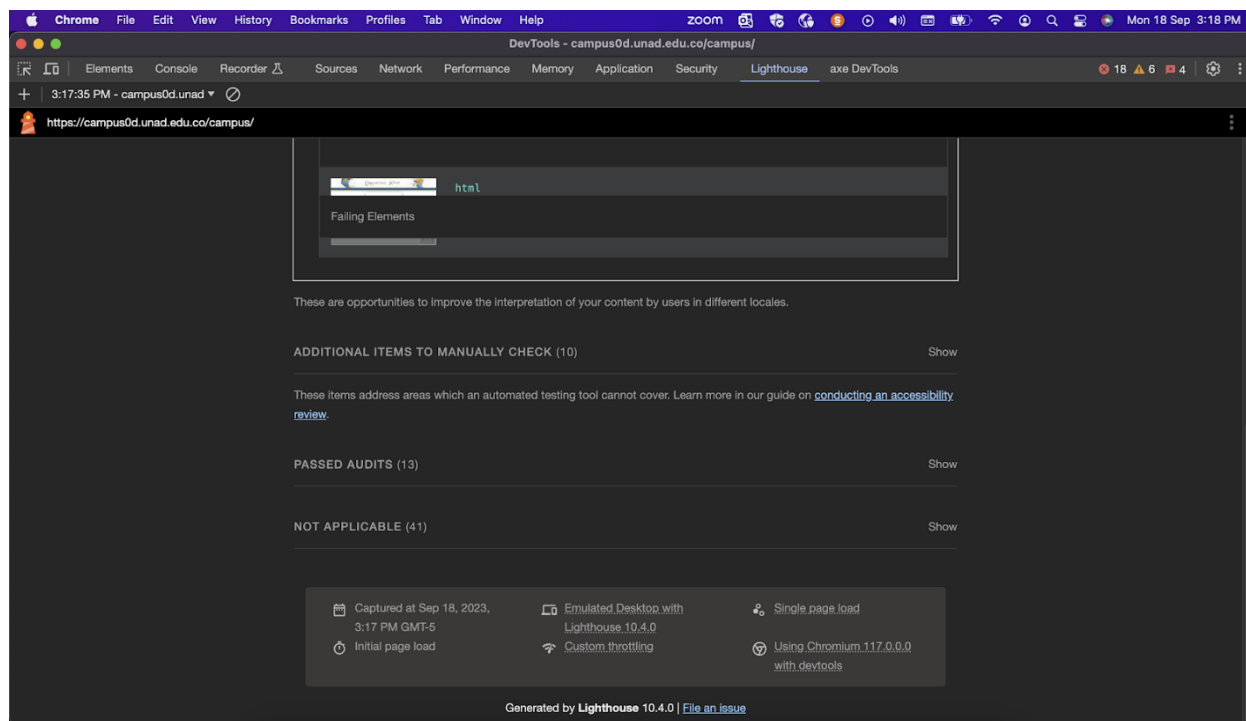 Chrome File Edit View History Bookmarks Profiles Tab Window Help zoom Mon 18 Sep 3:18 PM
DevTools - campus0d.unad.edu.co/campus/
Elements Console Recorder Sources Network Performance Memory Application Security Lighthouse axe DevTools 18 6 4
3:17:35 PM - campus0d.unad
https://campus0d.unad.edu.co/campus/
html
Failing Elements
These are opportunities to improve the interpretation of your content by users in different locales.
ADDITIONAL ITEMS TO MANUALLY CHECK (10) Show
These items address areas which an automated testing tool cannot cover. Learn more in our guide on conducting an accessibility
review.
PASSED AUDITS (13) Show
NOT APPLICABLE (41) Show
Captured at Sep 18, 2023,
3:17 PM GMT-5
Initial page load
Emulated Desktop with
Lighthouse 10.4.0
Custom throttling
Single page load
Using Chromium 117.0.0.0
with devtools
Generated by Lighthouse 10.4.0 | File an issue